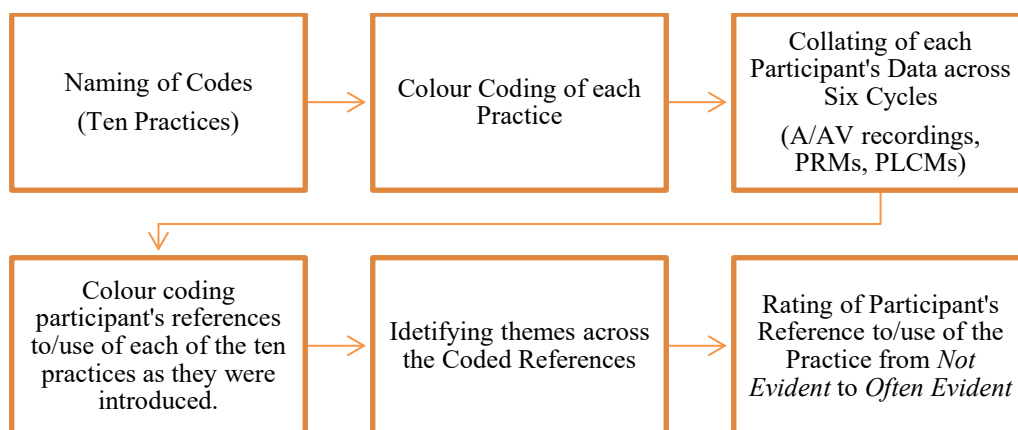 Naming of Codes
(Ten Practices)
Colour Coding of each
Practice
Collating of each
Participant's Data across
Six Cycles
(A/AV recordings,
PRMs, PLCMs)
Colour coding
participant's references
to/use of each of the ten
practices as they were
introduced.
Idetifying themes across
the Coded References
Rating of Participant's
Reference to/use of the
Practice from Not
Evident to Often Evident